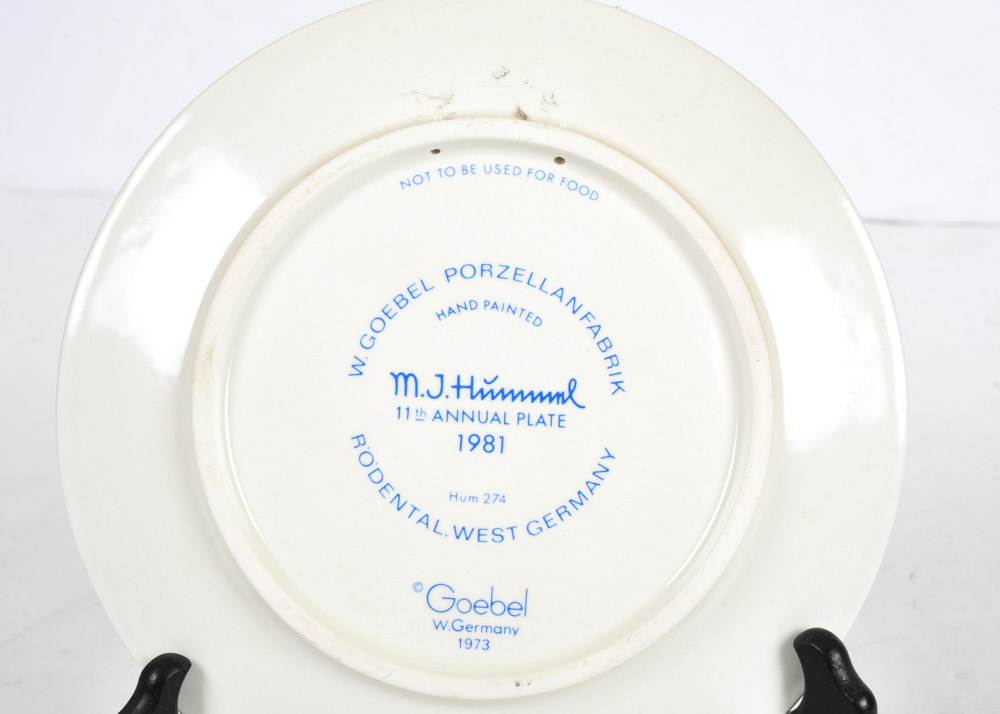 NOT TO BE USED FOR FOOD
W. GOEBEL PORZELLANFABRIK
HAND PAINTED
M.J.Hummel
11th ANNUAL PLATE
1981
Hum 274
RÖDENTAL, WEST GERMANY
© Goebel
W.Germany
1973